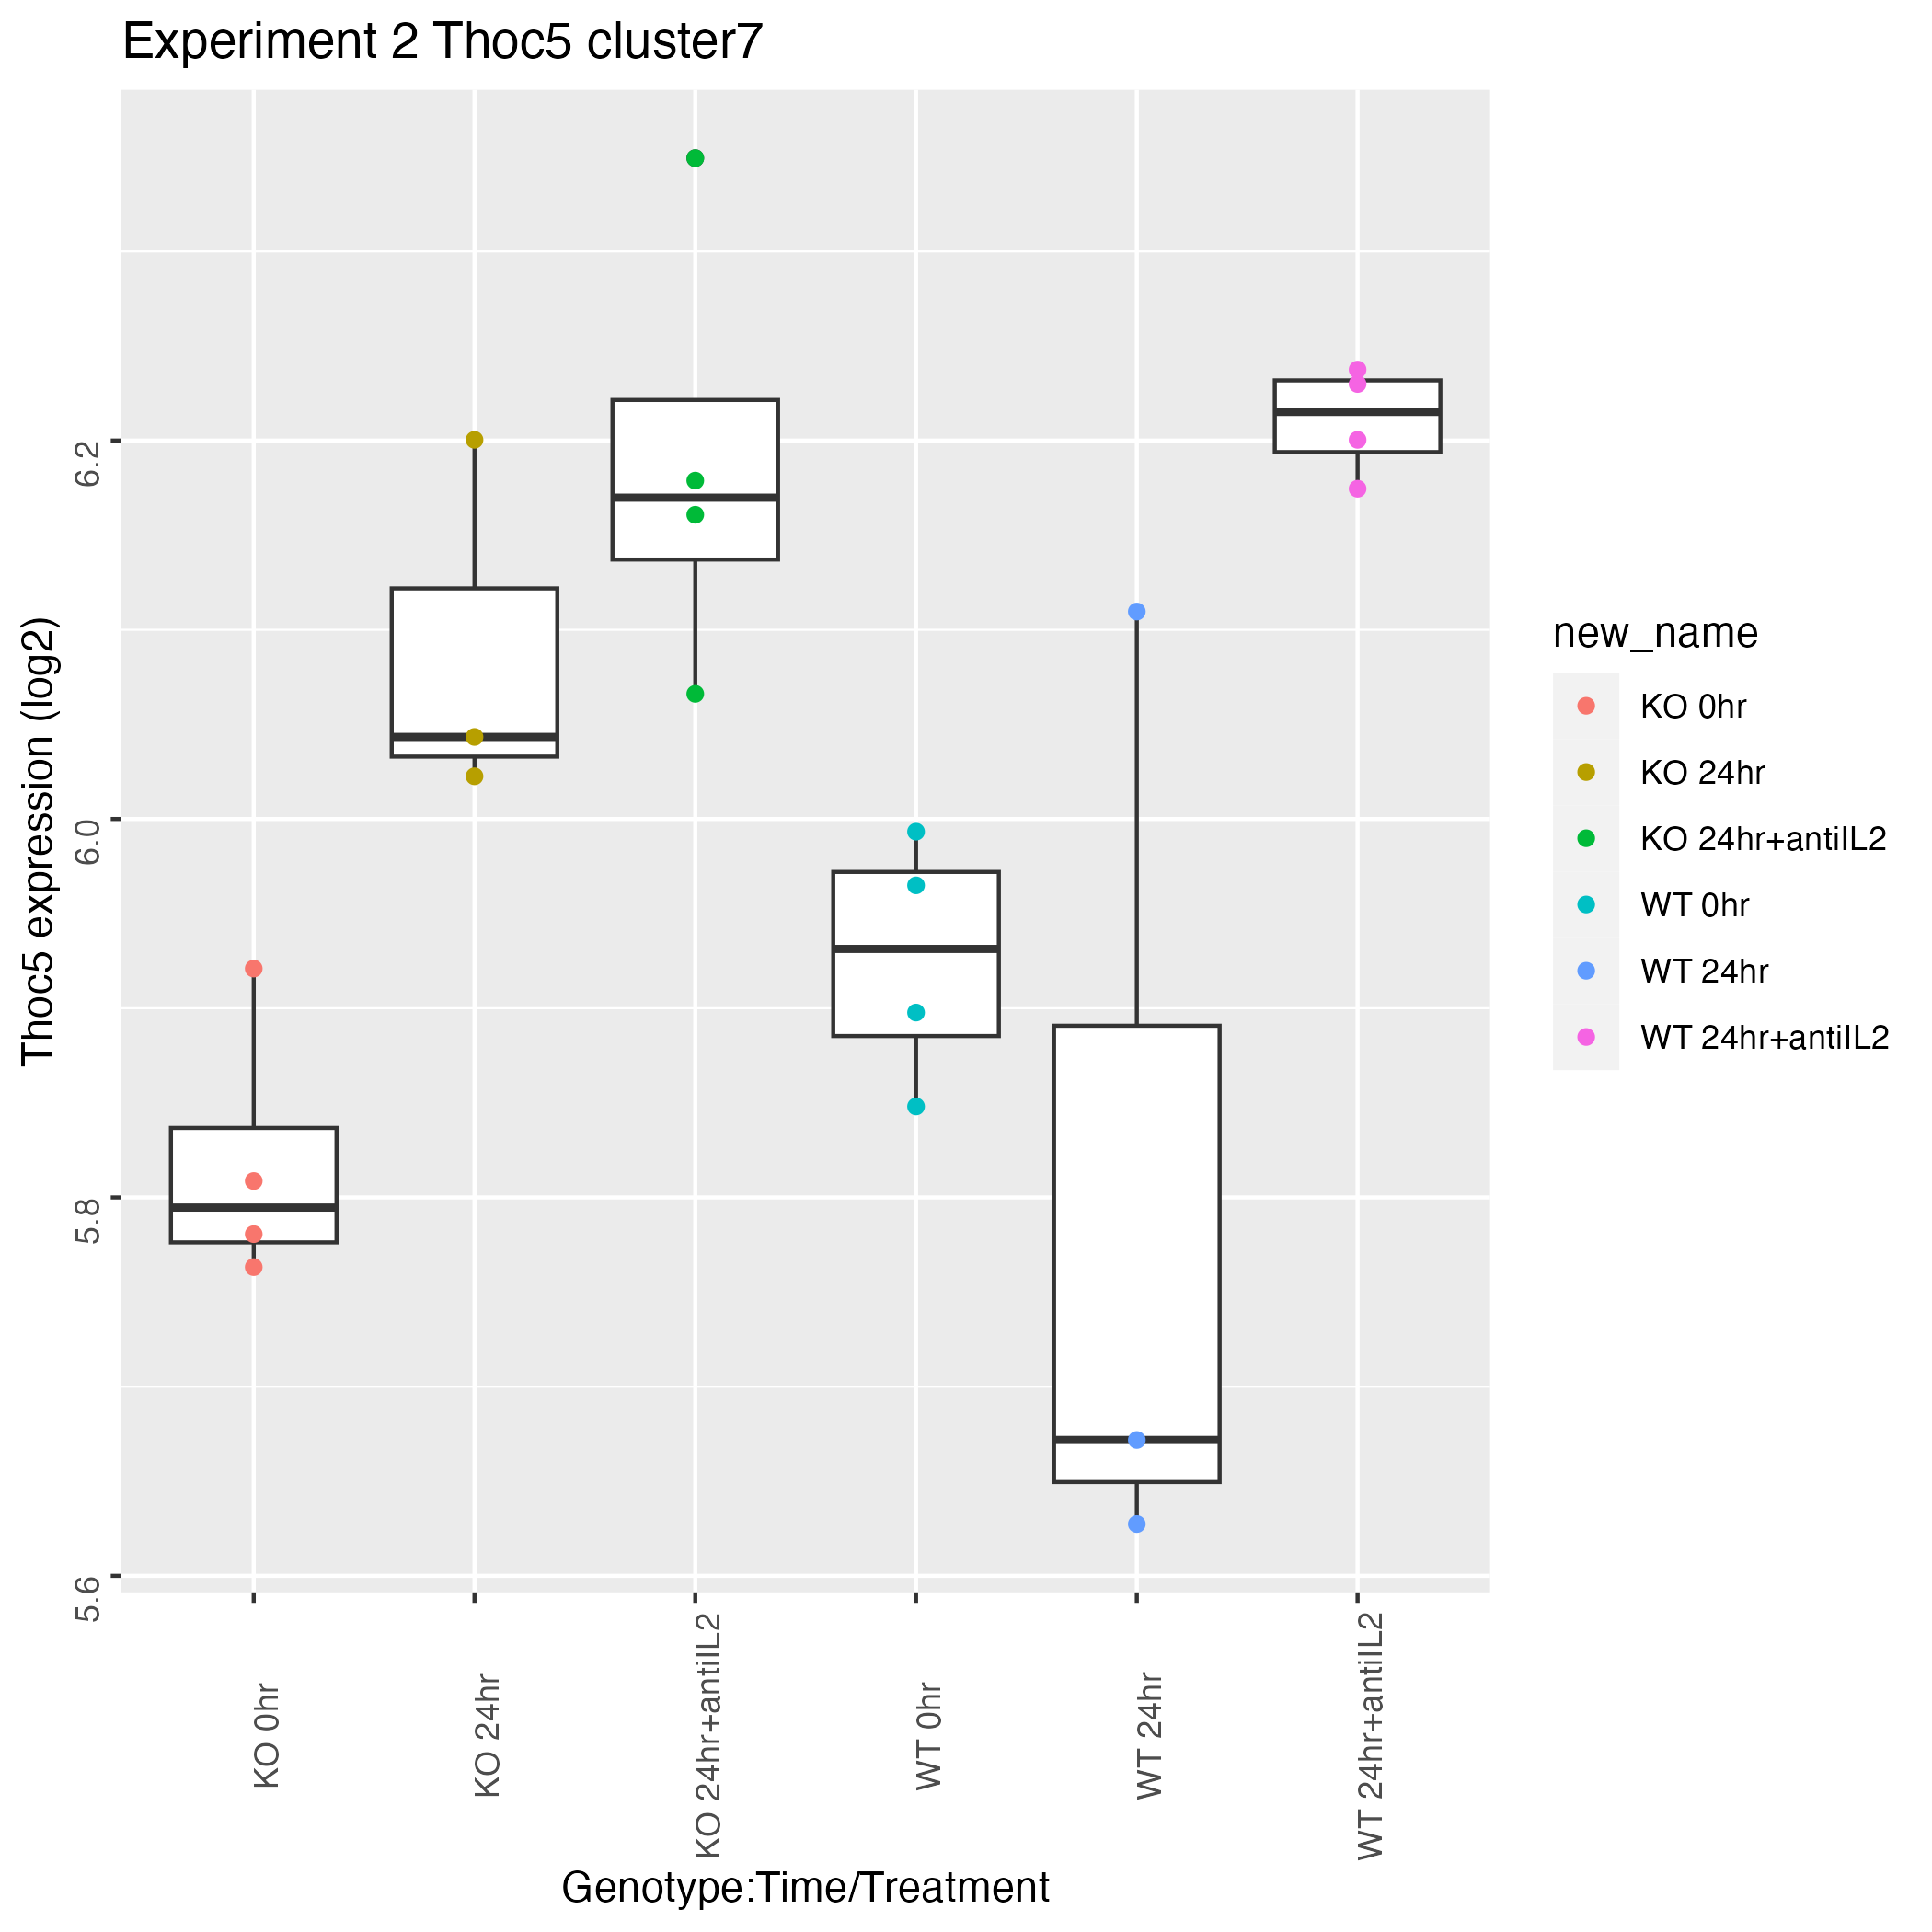 Experiment 2 Thoc5 cluster7
Thoc5 expression (log2)
6.2
6.0
5.8
5.6
KO 0hr
KO 24hr
KO 24hr+antiIL2
WT 0hr
WT 24hr
WT 24hr+antiIL2
Genotype:Time/Treatment
new_name
KO 0hr
KO 24hr
KO 24hr+antiIL2
WT 0hr
WT 24hr
WT 24hr+antiIL2